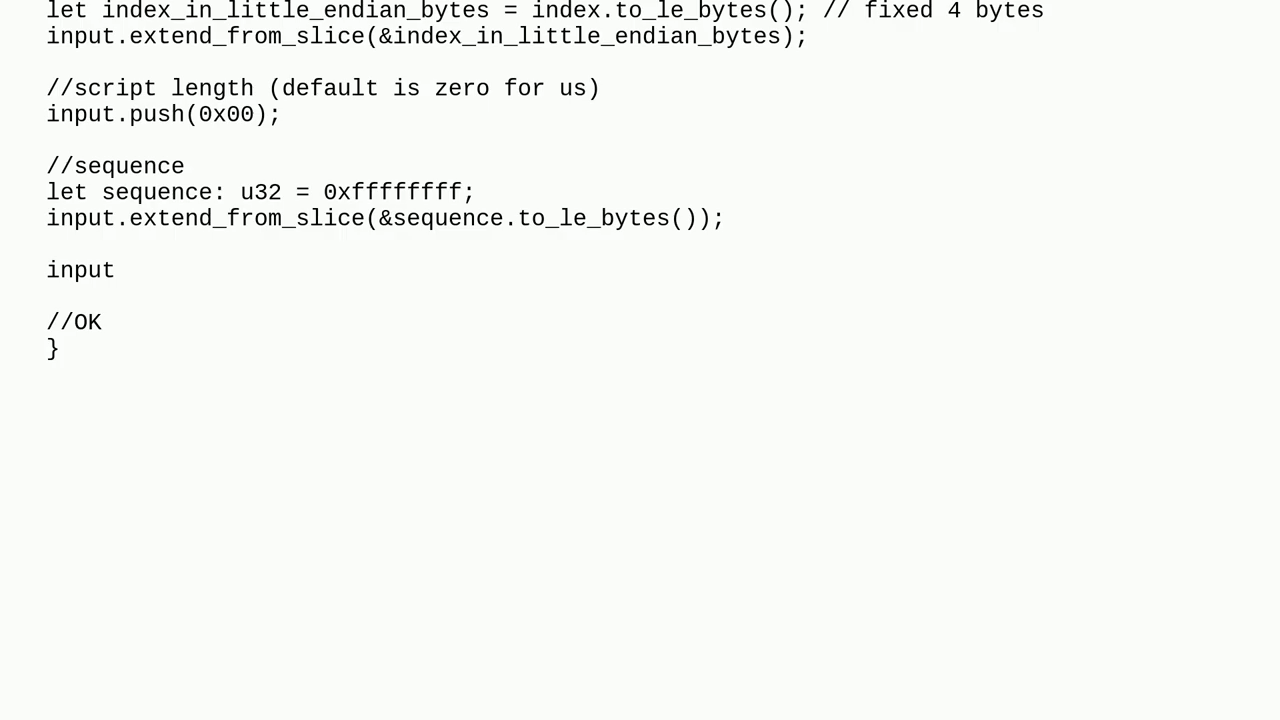 let index_in_little_endian_bytes = index.to_le_bytes(); // fixed 4 bytes
input.extend_from_slice(&index_in_little_endian_bytes);
//script length (default is zero for us)
input.push(0x00);
//sequence
let sequence: u32 = 0xffffffff;
input.extend_from_slice(&sequence.to_le_bytes());
input
//OK
}